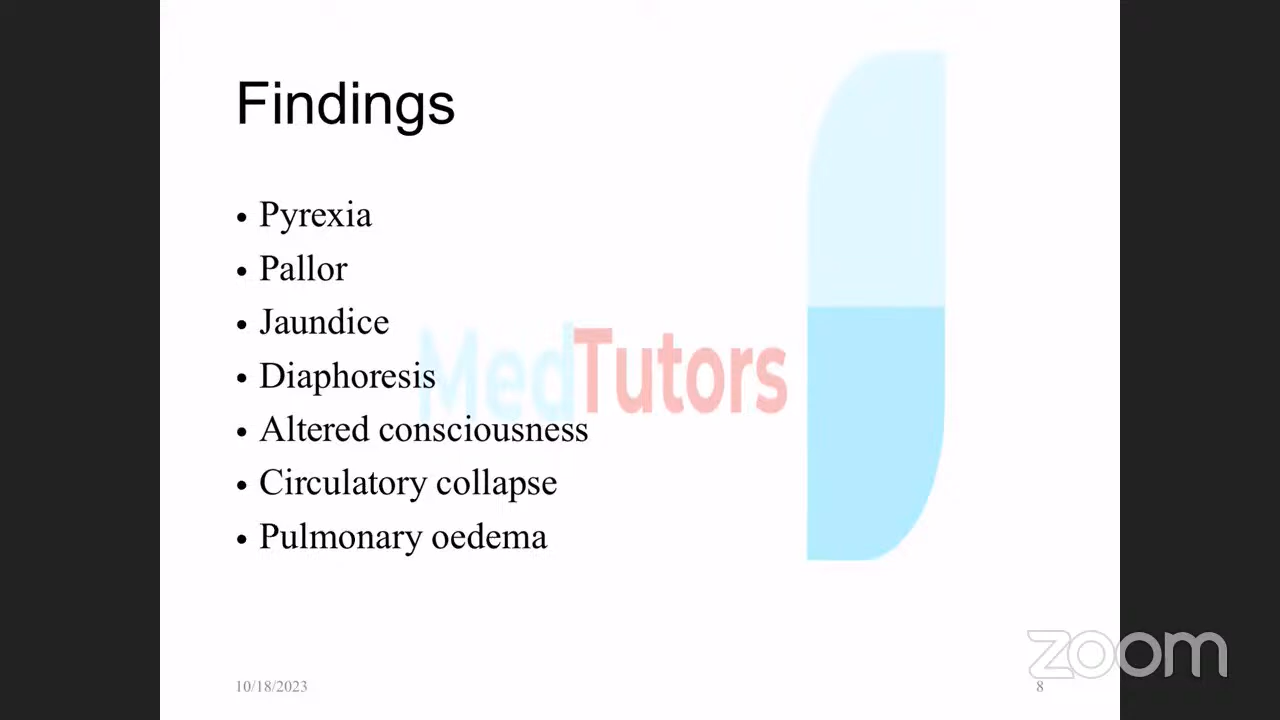 Findings
• Pyrexia
• Pallor
• Jaundice
• Diaphoresis
• Altered consciousness
• Circulatory collapse
• Pulmonary oedema
MedTutors
zoom
10/18/2023
8